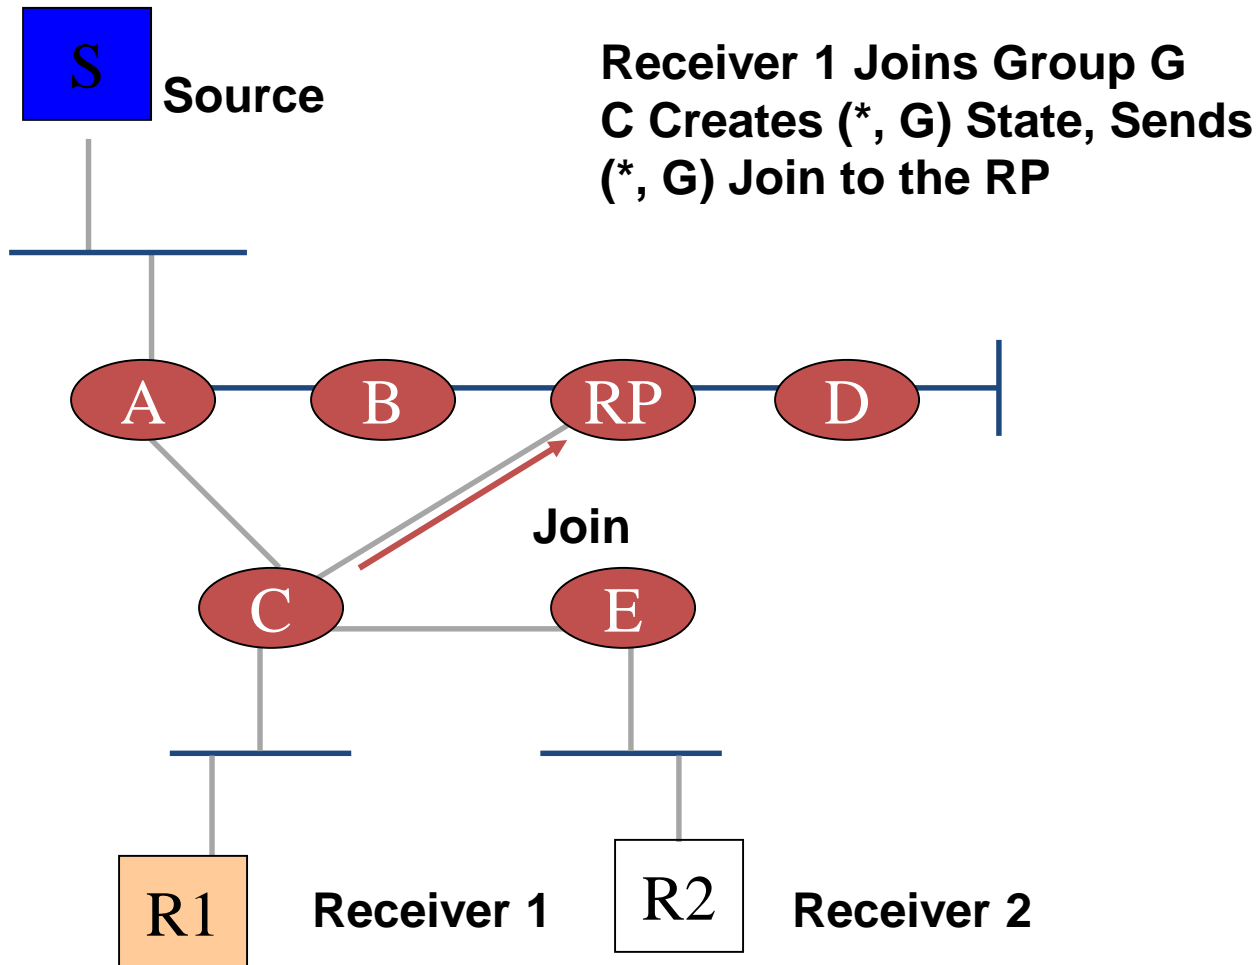 S
Source
Receiver 1 Joins Group G
C Creates (*, G) State, Sends
(*, G) Join to the RP
A
B
RP
D
Join
C
E
R1
Receiver 1
R2
Receiver 2